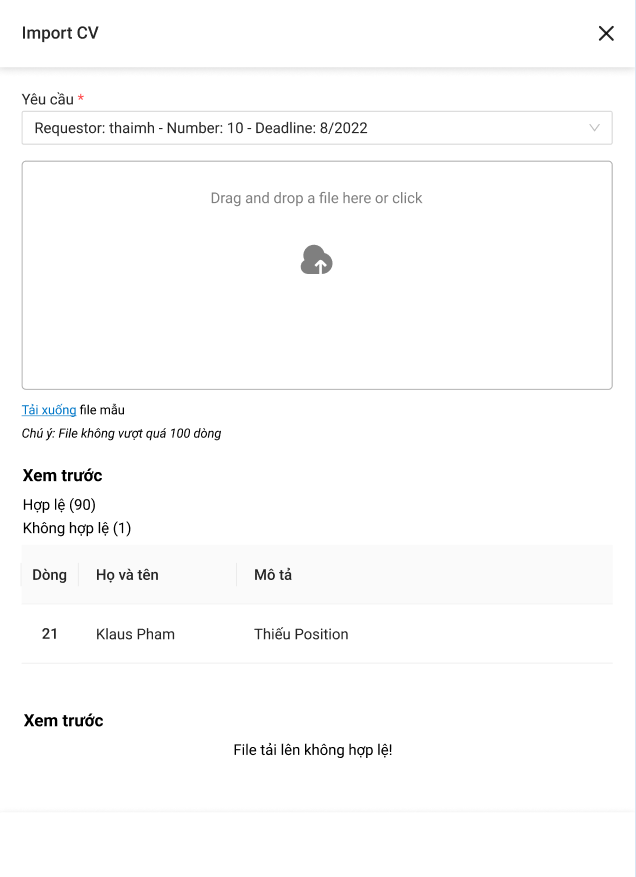 Import CV
Yêu cầu *
Requestor: thaimh - Number: 10 - Deadline: 8/2022
Drag and drop a file here or click
Tải xuống file mẫu
Chú ý: File không vượt quá 100 dòng
Xem trước
Hợp lệ (90)
Không hợp lệ (1)
Dòng Họ và tên Mô tả
21 Klaus Pham Thiếu Position
Xem trước
File tải lên không hợp lệ!